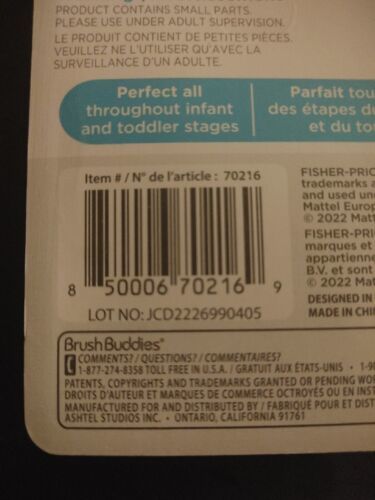 PRODUCT CONTAINS SMALL PARTS.
PLEASE USE UNDER ADULT SUPERVISION.
LE PRODUIT CONTIENT DE PETITES PIÈCES.
VEUILLEZ NE L'UTILISER QU'AVEC LA
SURVEILLANCE D'UN ADULTE.
Perfect all
throughout infant
and toddler stages
Parfait tou
des étapes du
et du to
Item # / N° de l'article : 70216
8 50006 70216 9
LOT NO: JCD2226990405
FISHER-PRIC
trademarks a
and used un
Mattel Europ
© 2022 Matt
FISHER-PRI
marques et
appartienne
B.V. et sont
© 2022 Mat
DESIGNED IN
MADE IN CHI
Brush Buddies®
COMMENTS? / QUESTIONS? / COMMENTAIRES?
1-877-274-8358 TOLL FREE IN U.S.A. / GRATUIT AUX ÉTATS-UNIS • 1-90
PATENTS, COPYRIGHTS AND TRADEMARKS GRANTED OR PENDING WOR
DROITS D'AUTEUR ET MARQUES DE COMMERCE OCTROYÉS OU EN INST
MANUFACTURED FOR AND DISTRIBUTED BY / FABRIQUÉ POUR ET DIST
ASHTEL STUDIOS INC. • ONTARIO, CALIFORNIA 91761